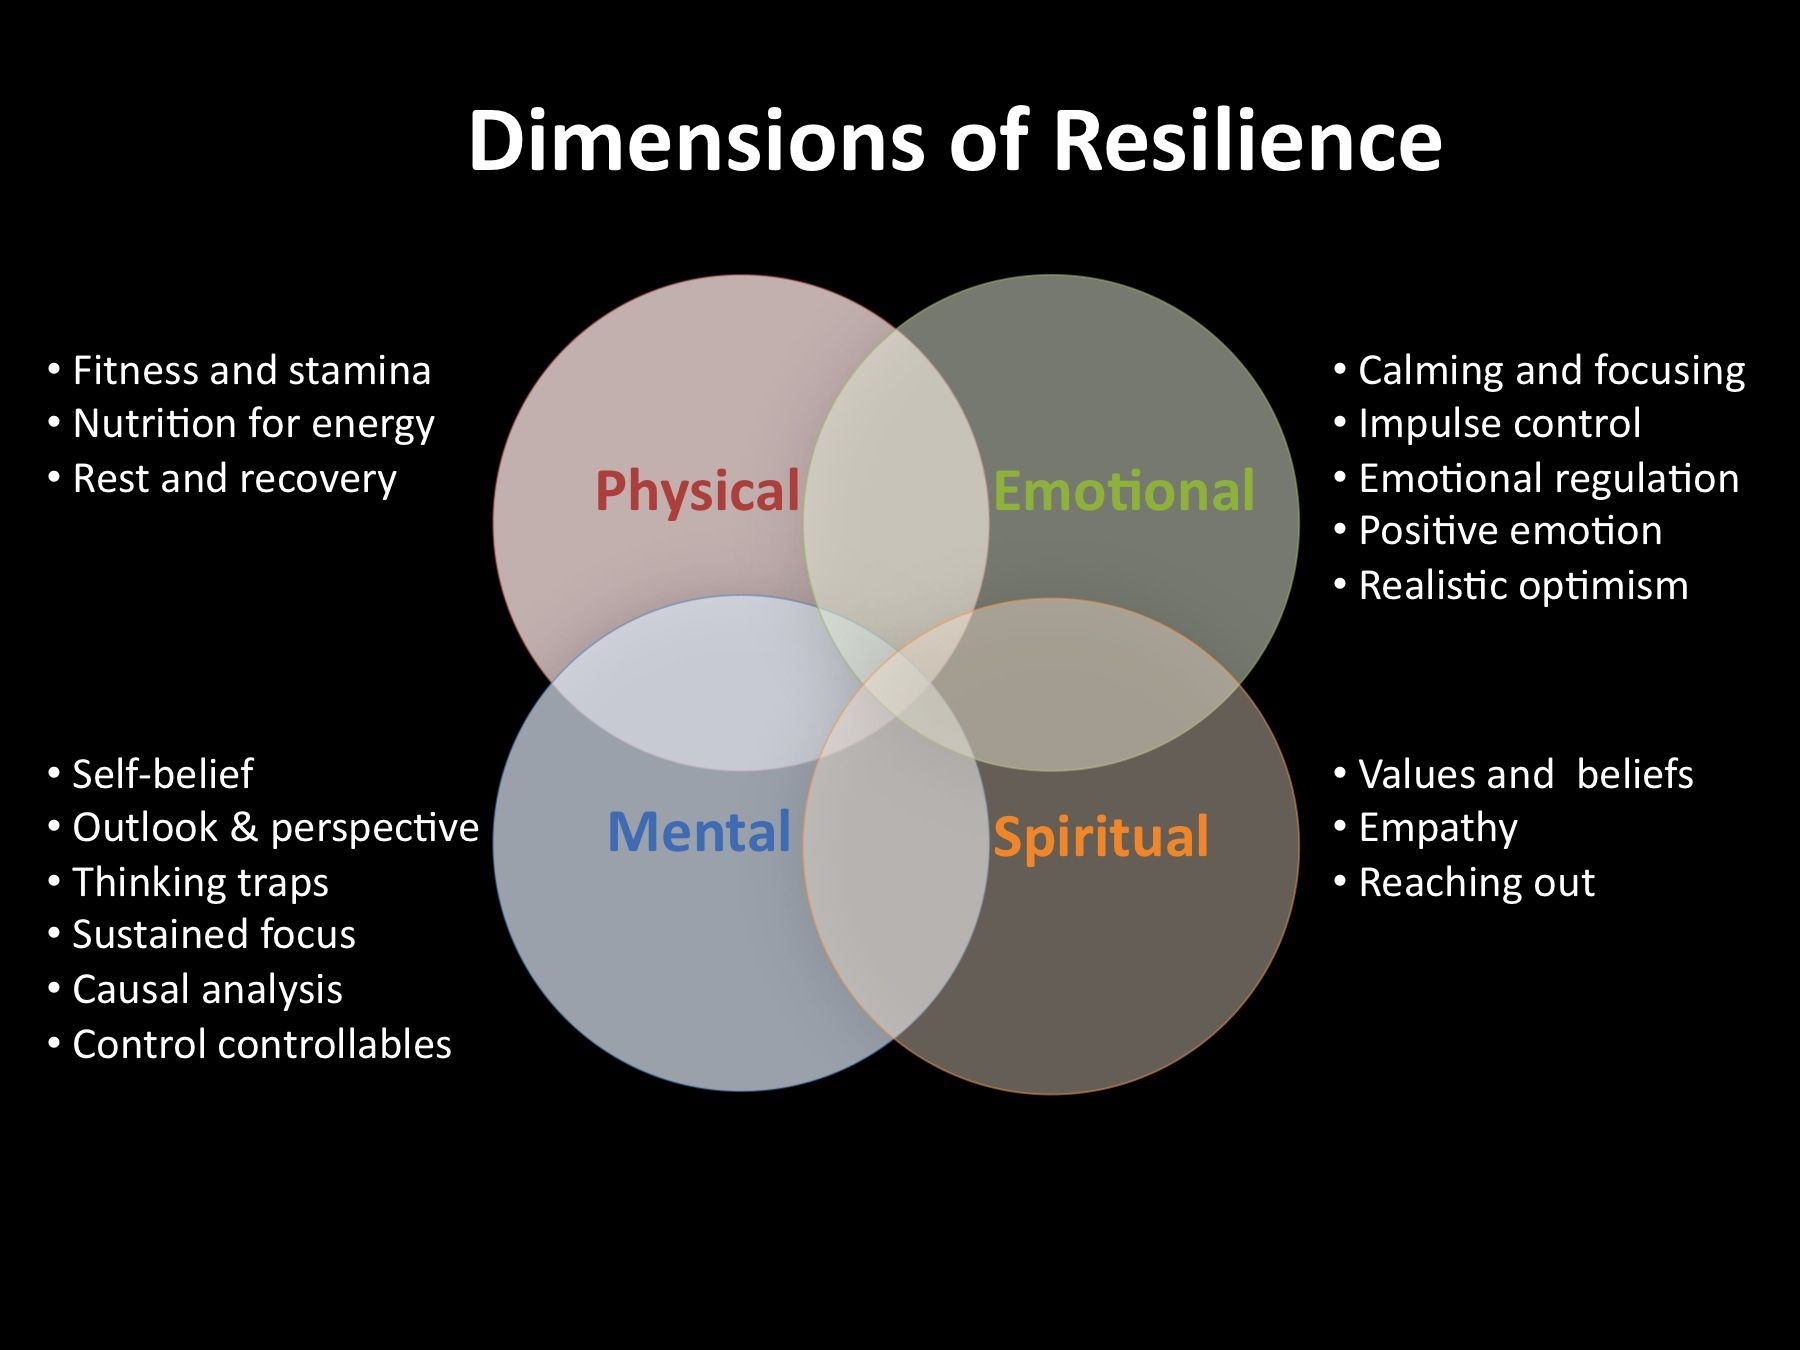 Dimensions of Resilience
• Fitness and stamina
• Nutrition for energy
• Rest and recovery
Physical
Emotional
• Calming and focusing
• Impulse control
• Emotional regulation
• Positive emotion
• Realistic optimism
• Self-belief
• Outlook & perspective
• Thinking traps
• Sustained focus
• Causal analysis
• Control controllables
Mental
Spiritual
• Values and  beliefs
• Empathy
• Reaching out